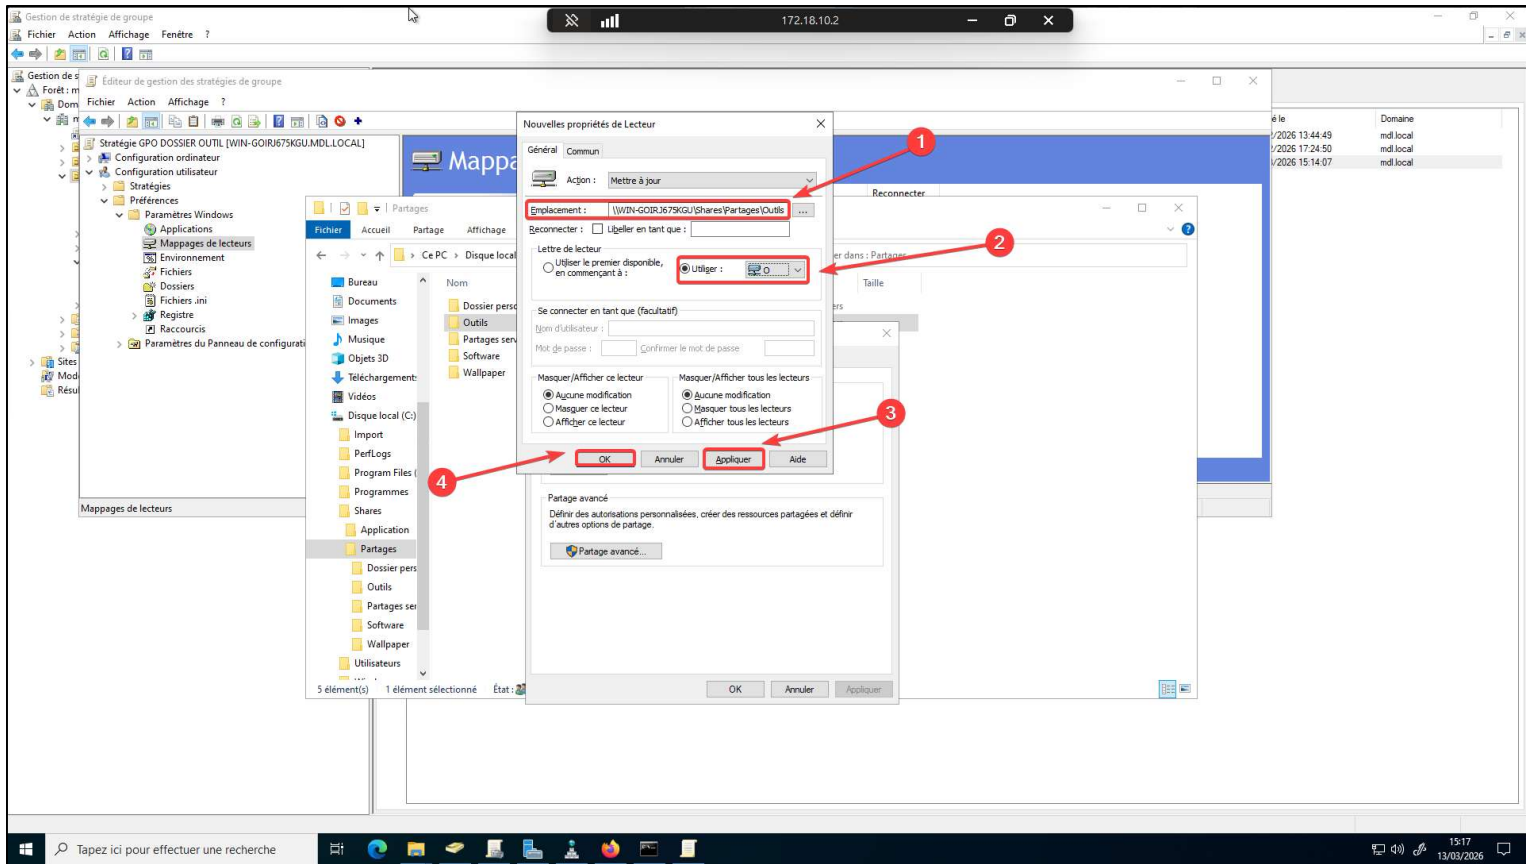 Gestion de stratégie de groupe
172.18.10.2
Fichier Action Affichage Fenêtre ?
Gestion de s
Forêt : m
Dom
Sites
Mod
Résul
Éditeur de gestion des stratégies de groupe
Fichier Action Affichage ?
Stratégie GPO DOSSIER OUTIL [WIN-GOIRJ675KGU.MDL.LOCAL]
Configuration ordinateur
Configuration utilisateur
Stratégies
Préférences
Paramètres Windows
Applications
Mappages de lecteurs
Environnement
Fichiers
Dossiers
Fichiers .ini
Registre
Raccourcis
Paramètres du Panneau de configurati
Mappages de lecteurs
Mappa
Reconnecter
é le Domaine
/2026 13:44:49 mdl.local
/2026 17:24:50 mdl.local
/2026 15:14:07 mdl.local
Partages
Fichier Accueil Partage Affichage
Ce PC > Disque local
er dans : Partages
Bureau
Documents
Images
Musique
Objets 3D
Téléchargement
Vidéos
Disque local (C:)
Import
PerfLogs
Program Files (
Programmes
Shares
Application
Partages
Dossier pers
Outils
Partages ser
Software
Wallpaper
Utilisateurs
Nom
Taille
Dossier perso
Outils
Partages serv
Software
Wallpaper
5 élément(s) 1 élément sélectionné État :
Nouvelles propriétés de Lecteur
Général Commun
Action : Mettre à jour
Emplacement : \\WIN-GOIRJ675KGU\Shares\Partages\Outils ...
Reconnecter : Libeller en tant que :
Lettre de lecteur
Utiliser le premier disponible, en commençant à :
Utiliser : O
Se connecter en tant que (facultatif)
Nom d'utilisateur :
Mot de passe : Confirmer le mot de passe
Masquer/Afficher ce lecteur
Aucune modification
Masquer ce lecteur
Afficher ce lecteur
Masquer/Afficher tous les lecteurs
Aucune modification
Masquer tous les lecteurs
Afficher tous les lecteurs
OK Annuler Appliquer Aide
1
2
3
4
Partage avancé
Définir des autorisations personnalisées, créer des ressources partagées et définir
d'autres options de partage.
Partage avancé...
OK Annuler Appliquer
Tapez ici pour effectuer une recherche
15:17
13/03/2026